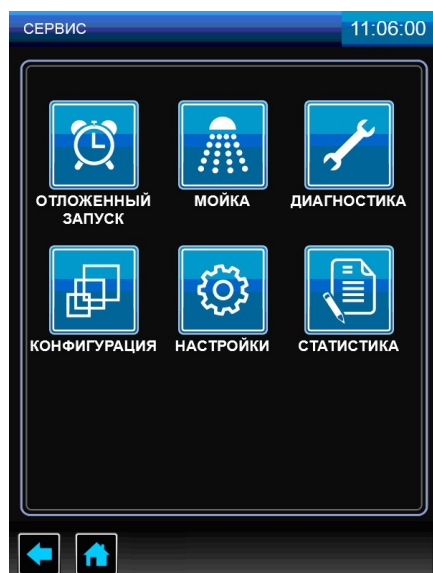 СЕРВИС 11:06:00
ОТЛОЖЕННЫЙ
ЗАПУСК
МОЙКА
ДИАГНОСТИКА
КОНФИГУРАЦИЯ
НАСТРОЙКИ
СТАТИСТИКА